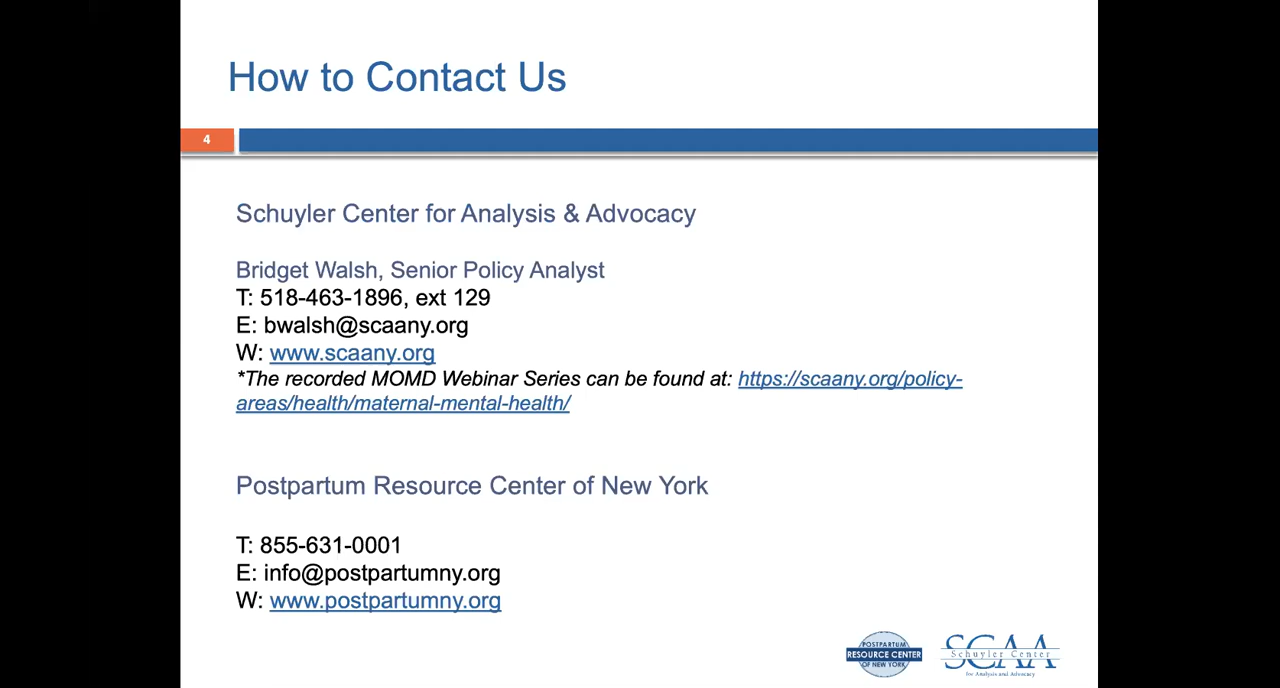 How to Contact Us
4
Schuyler Center for Analysis & Advocacy
Bridget Walsh, Senior Policy Analyst
T: 518-463-1896, ext 129
E: bwalsh@scaany.org
W: www.scaany.org
*The recorded MOMD Webinar Series can be found at: https://scaany.org/policy-
areas/health/maternal-mental-health/
Postpartum Resource Center of New York
T: 855-631-0001
E: info@postpartumny.org
W: www.postpartumny.org
POSTPARTUM
RESOURCE CENTER
OF NEW YORK
SCAA
Schuyler Center
for Analysis and Advocacy